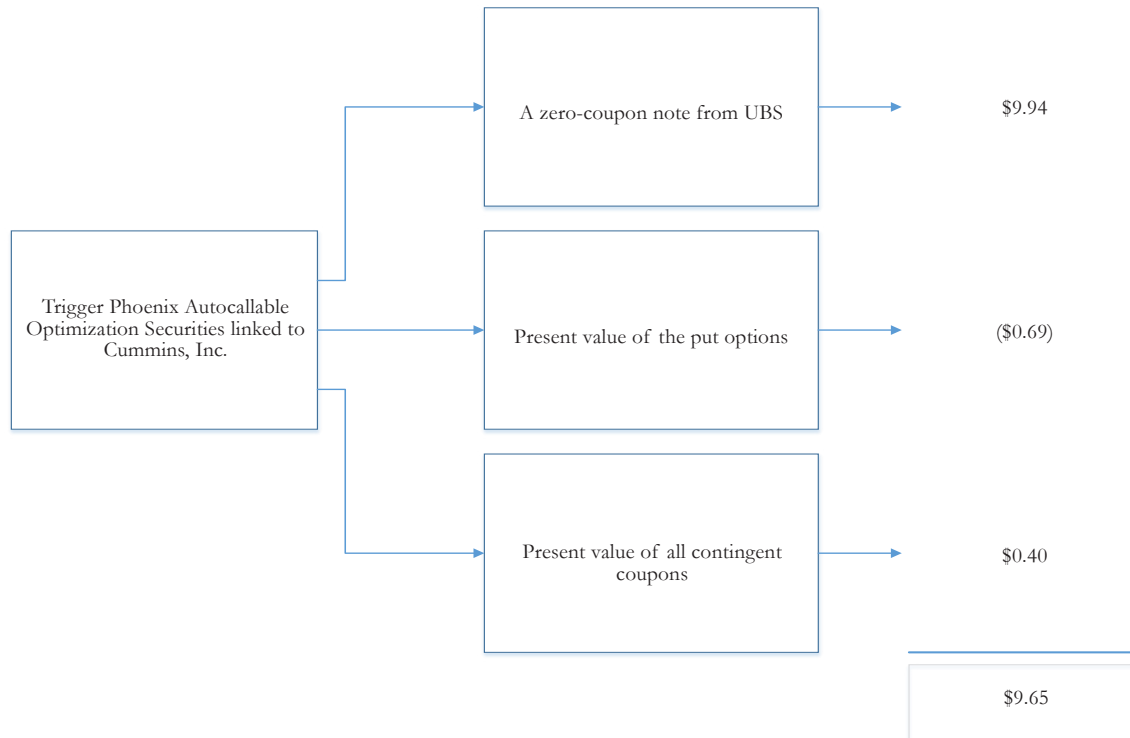 A zero-coupon note from UBS
$9.94
Trigger Phoenix Autocallable
Optimization Securities linked to
Cummins, Inc.
Present value of the put options
($0.69)
Present value of all contingent
coupons
$0.40
$9.65